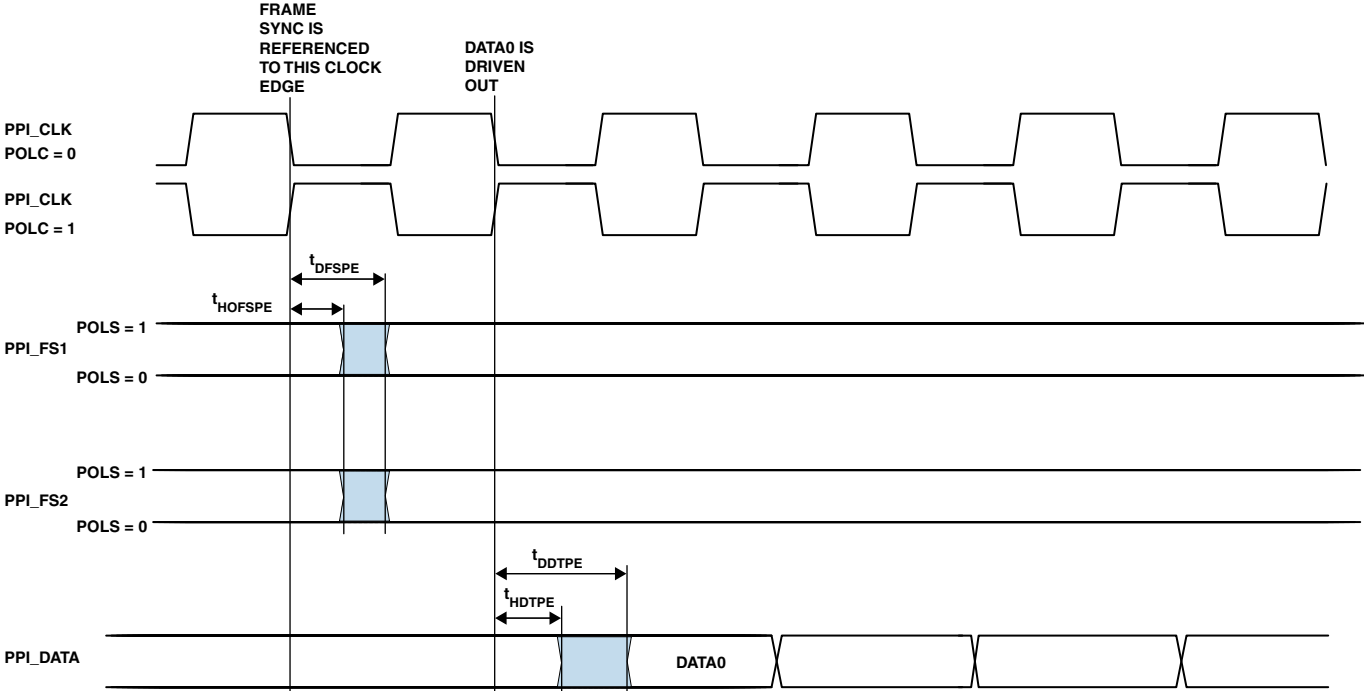 FRAME
SYNC IS
REFERENCED
TO THIS CLOCK
EDGE
DATA0 IS
DRIVEN
OUT
PPI_CLK
POLC = 0
PPI_CLK
POLC = 1
tDFSPE
tHOFSPE
POLS = 1
PPI_FS1
POLS = 0
POLS = 1
PPI_FS2
POLS = 0
tDDTPE
tHDTPE
PPI_DATA
DATA0